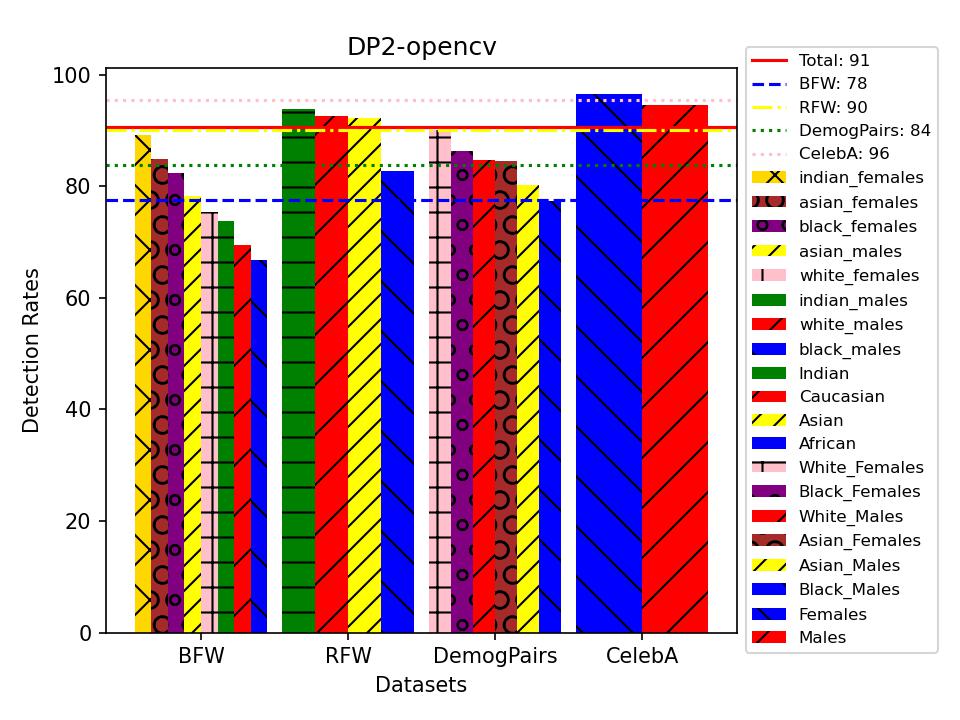 DP2-opencv
Detection Rates
100
80
60
40
20
0
BFW
RFW
DemogPairs
CelebA
Datasets
Total: 91
BFW: 78
RFW: 90
DemogPairs: 84
CelebA: 96
indian_females
asian_females
black_females
asian_males
white_females
indian_males
white_males
black_males
Indian
Caucasian
Asian
African
White_Females
Black_Females
White_Males
Asian_Females
Asian_Males
Black_Males
Females
Males